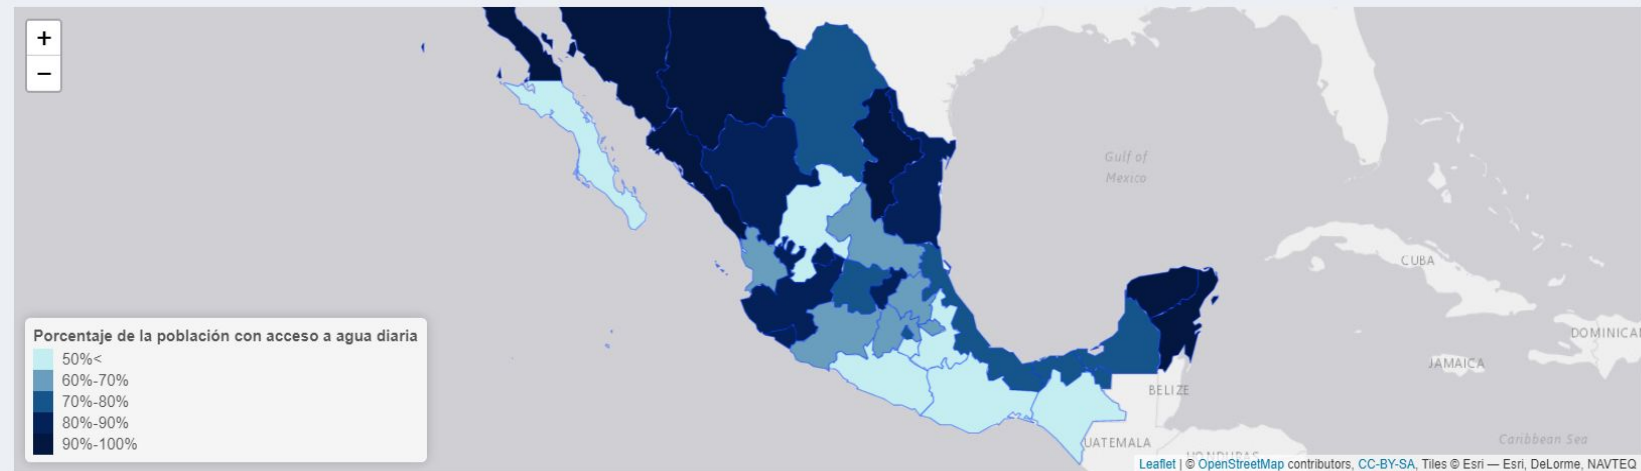 +
−
Gulf of
Mexico
CUBA
DOMINICAN
JAMAICA
BELIZE
UATEMALA
HONDURAS
Caribbean Sea
Porcentaje de la población con acceso a agua diaria
50%<
60%-70%
70%-80%
80%-90%
90%-100%
Leaflet | © OpenStreetMap contributors, CC-BY-SA, Tiles © Esri — Esri, DeLorme, NAVTEQ